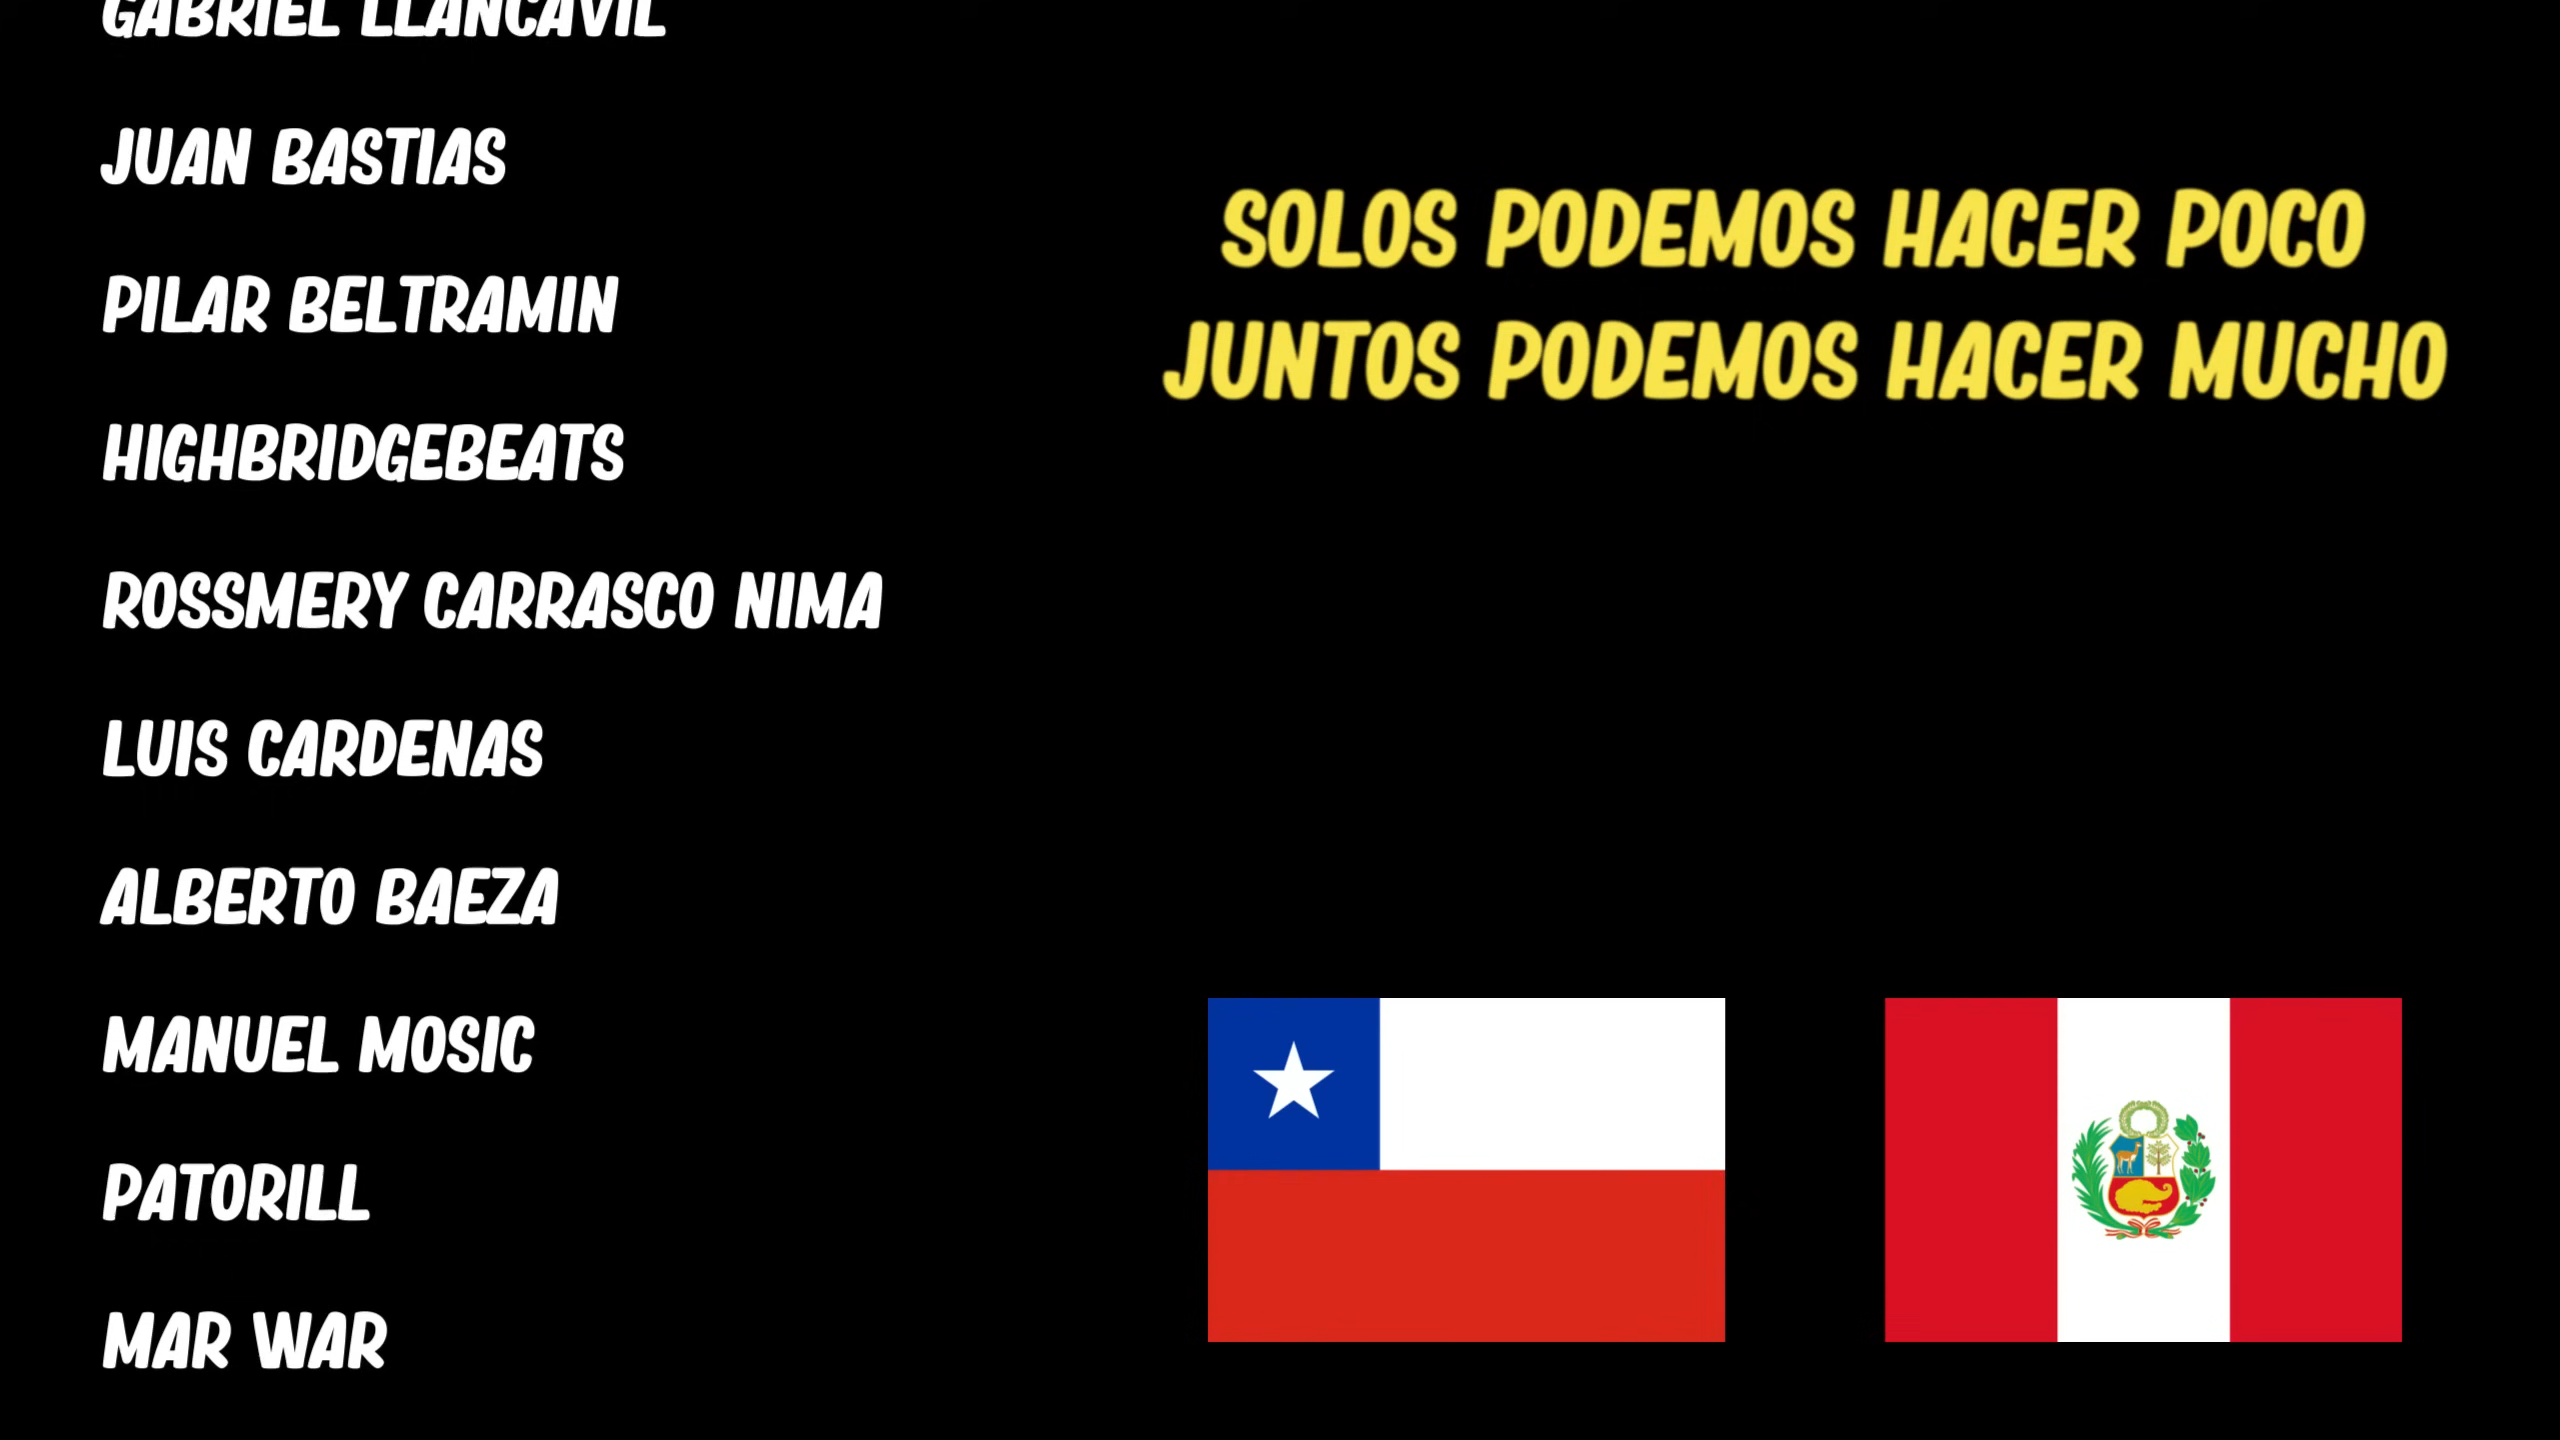 GABRIEL LLANCAVIL
JUAN BASTIAS
PILAR BELTRAMIN
HIGHBRIDGEBEATS
ROSSMERY CARRASCO NIMA
LUIS CARDENAS
ALBERTO BAEZA
MANUEL MOSIC
PATORILL
MAR WAR
SOLOS PODEMOS HACER POCO
JUNTOS PODEMOS HACER MUCHO